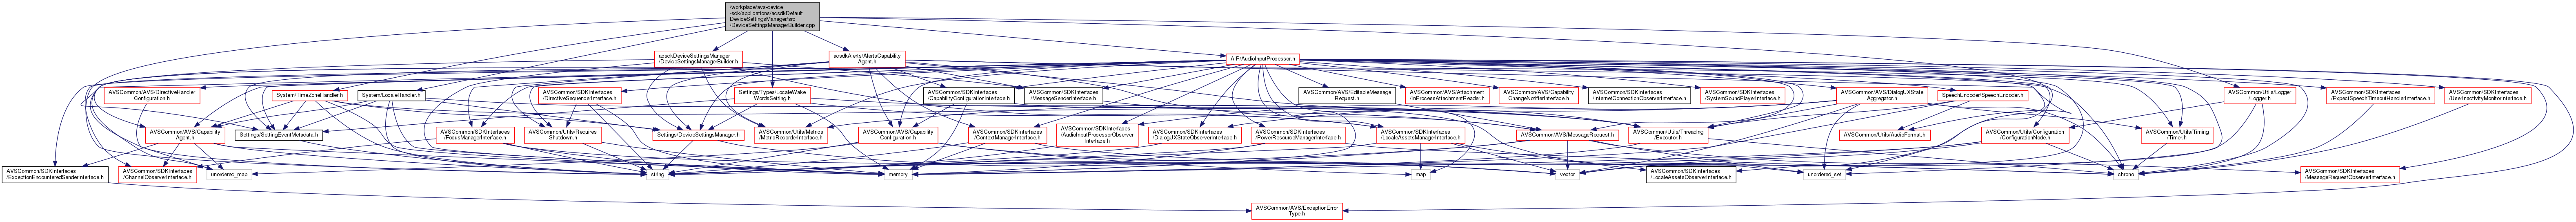 /workplace/avs-device
-sdk/applications/acsdkDefault
DeviceSettingsManager/src
/DeviceSettingsManagerBuilder.cpp
acsdkDeviceSettingsManager
/DeviceSettingsManagerBuilder.h
acsdkAlerts/AlertsCapability
Agent.h
AIP/AudioInputProcessor.h
AVSCommon/AVS/DirectiveHandler
Configuration.h
System/TimeZoneHandler.h
System/LocaleHandler.h
AVSCommon/SDKInterfaces
/DirectiveSequencerInterface.h
Settings/Types/LocaleWake
WordsSetting.h
AVSCommon/SDKInterfaces
/CapabilityConfigurationInterface.h
AVSCommon/SDKInterfaces
/MessageSenderInterface.h
AVSCommon/AVS/EditableMessage
Request.h
AVSCommon/AVS/Attachment
/InProcessAttachmentReader.h
AVSCommon/AVS/Capability
ChangeNotifierInterface.h
AVSCommon/SDKInterfaces
/InternetConnectionObserverInterface.h
AVSCommon/SDKInterfaces
/SystemSoundPlayerInterface.h
AVSCommon/AVS/DialogUXState
Aggregator.h
SpeechEncoder/SpeechEncoder.h
AVSCommon/Utils/Logger
/Logger.h
AVSCommon/SDKInterfaces
/ExpectSpeechTimeoutHandlerInterface.h
AVSCommon/SDKInterfaces
/UserInactivityMonitorInterface.h
AVSCommon/AVS/Capability
Agent.h
Settings/SettingEventMetadata.h
AVSCommon/SDKInterfaces
/FocusManagerInterface.h
AVSCommon/Utils/Requires
Shutdown.h
Settings/DeviceSettingsManager.h
AVSCommon/Utils/Metrics
/MetricRecorderInterface.h
AVSCommon/AVS/Capability
Configuration.h
AVSCommon/SDKInterfaces
/ContextManagerInterface.h
AVSCommon/SDKInterfaces
/AudioInputProcessorObserver
Interface.h
AVSCommon/SDKInterfaces
/DialogUXStateObserverInterface.h
AVSCommon/SDKInterfaces
/PowerResourceManagerInterface.h
AVSCommon/SDKInterfaces
/LocaleAssetsManagerInterface.h
AVSCommon/AVS/MessageRequest.h
AVSCommon/Utils/Threading
/Executor.h
AVSCommon/Utils/AudioFormat.h
AVSCommon/Utils/Configuration
/ConfigurationNode.h
AVSCommon/Utils/Timing
/Timer.h
AVSCommon/SDKInterfaces
/ExceptionEncounteredSenderInterface.h
AVSCommon/SDKInterfaces
/ChannelObserverInterface.h
unordered_map
string
memory
map
vector
AVSCommon/SDKInterfaces
/LocaleAssetsObserverInterface.h
unordered_set
chrono
AVSCommon/SDKInterfaces
/MessageRequestObserverInterface.h
AVSCommon/AVS/ExceptionError
Type.h